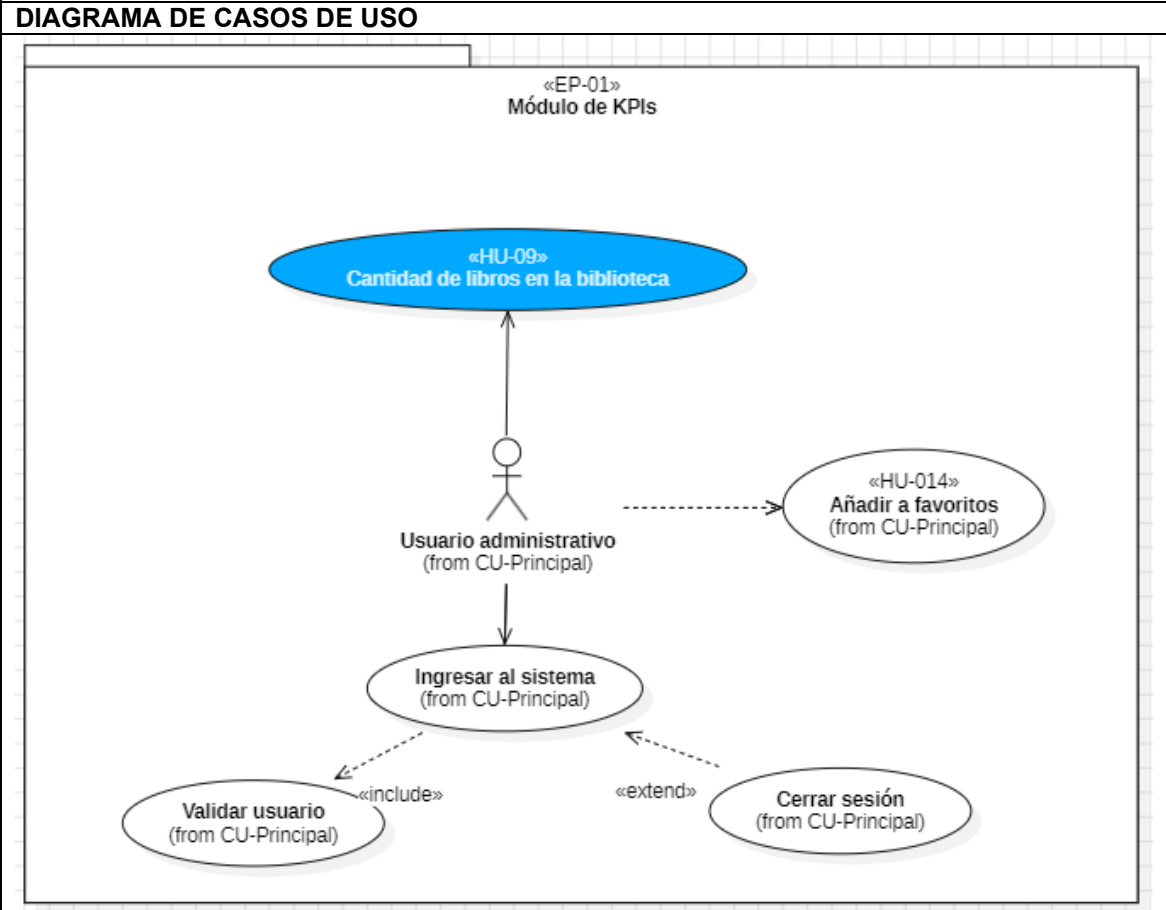 DIAGRAMA DE CASOS DE USO
«EP-01»
Módulo de KPIs
«HU-09»
Cantidad de libros en la biblioteca
«HU-014»
Añadir a favoritos
(from CU-Principal)
Usuario administrativo
(from CU-Principal)
Ingresar al sistema
(from CU-Principal)
«include»
«extend»
Validar usuario
(from CU-Principal)
Cerrar sesión
(from CU-Principal)